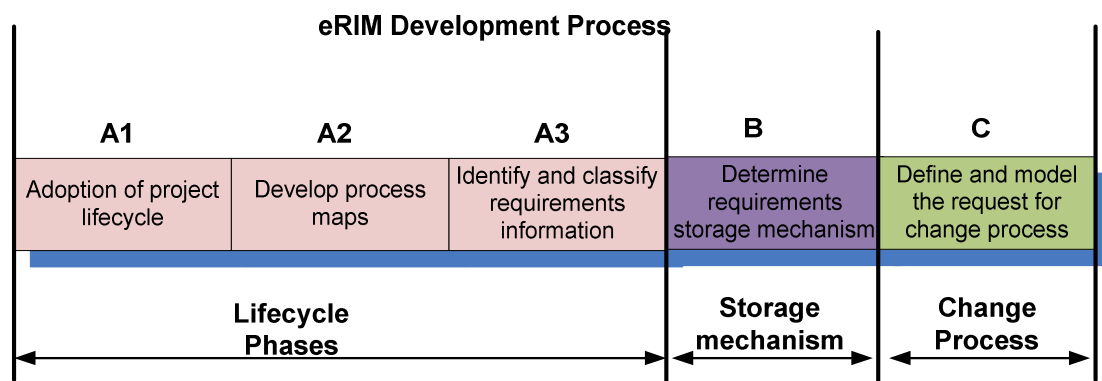 eRIM Development Process
A1
A2
A3
B
C
Adoption of project
lifecycle
Develop process
maps
Identify and classify
requirements
information
Determine
requirements
storage mechanism
Define and model
the request for
change process
Lifecycle
Phases
Storage
mechanism
Change
Process